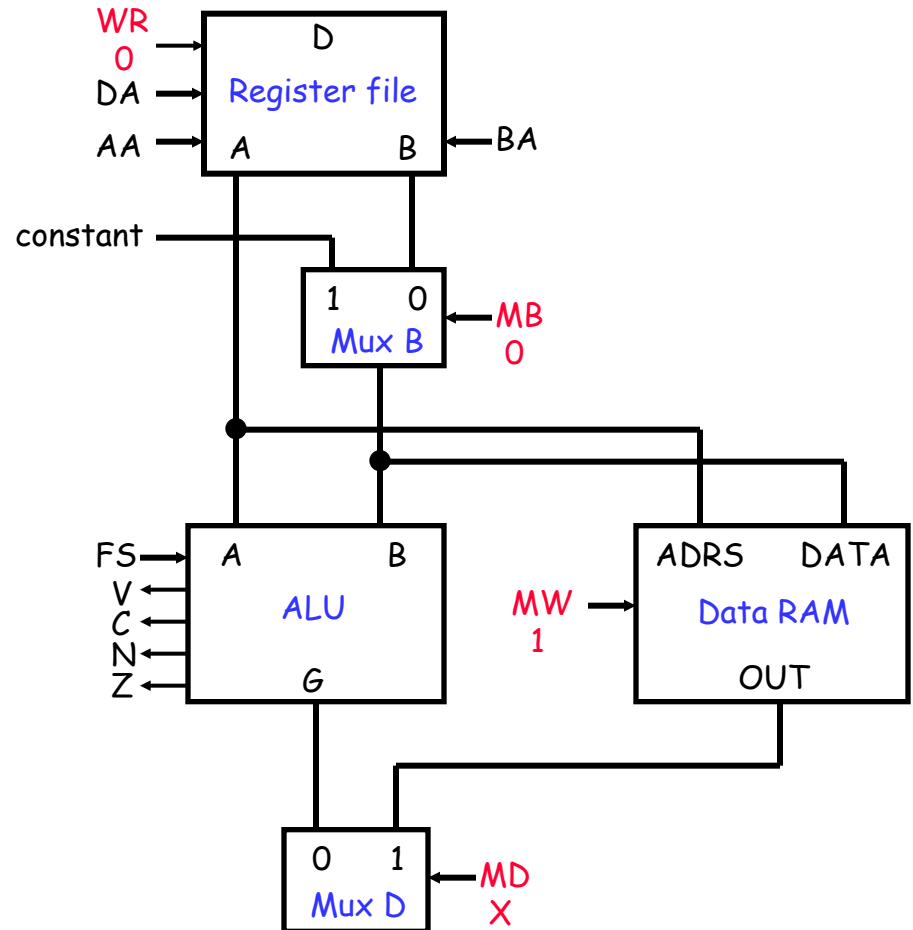 WR
0
D
DA
Register file
AA
A
B
BA
constant
1
0
MB
0
Mux B
FS
A
B
ADRS
DATA
V
ALU
MW
1
Data RAM
C
N
Z
G
OUT
0
1
MD
X
Mux D